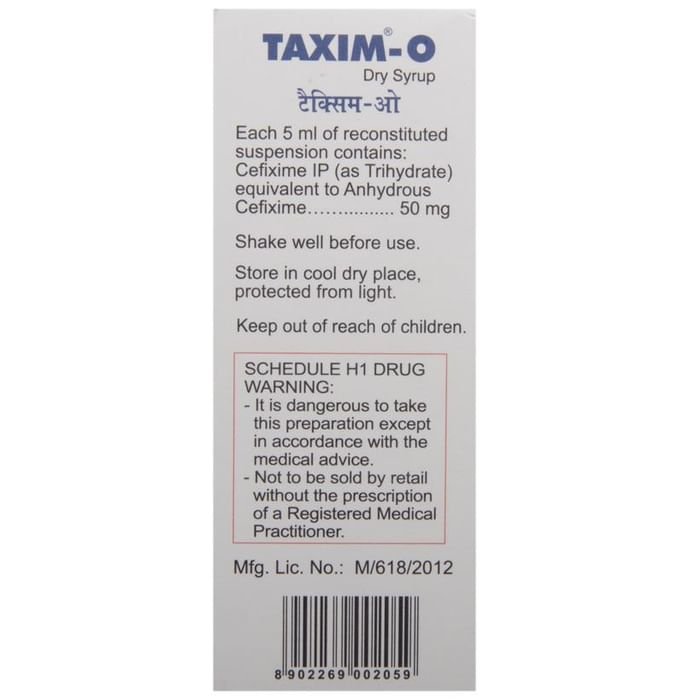 TAXIM®-O
Dry Syrup
टैक्सिम-ओ
Each 5 ml of reconstituted
suspension contains:
Cefixime IP (as Trihydrate)
equivalent to Anhydrous
Cefixime............... 50 mg
Shake well before use.
Store in cool dry place,
protected from light.
Keep out of reach of children.
SCHEDULE H1 DRUG
WARNING:
- It is dangerous to take
this preparation except
in accordance with the
medical advice.
- Not to be sold by retail
without the prescription
of a Registered Medical
Practitioner.
Mfg. Lic. No.: M/618/2012
8 902269 002059